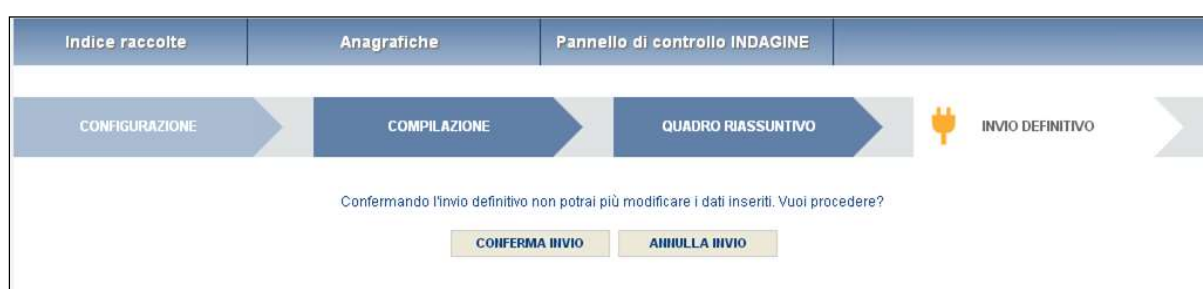 Indice raccolte Anagrafiche Pannello di controllo INDAGINE
CONFIGURAZIONE COMPILAZIONE QUADRO RIASSUNTIVO INVIO DEFINITIVO
Confermando l'invio definitivo non potrai più modificare i dati inseriti. Vuoi procedere?
CONFERMA INVIO ANNULLA INVIO